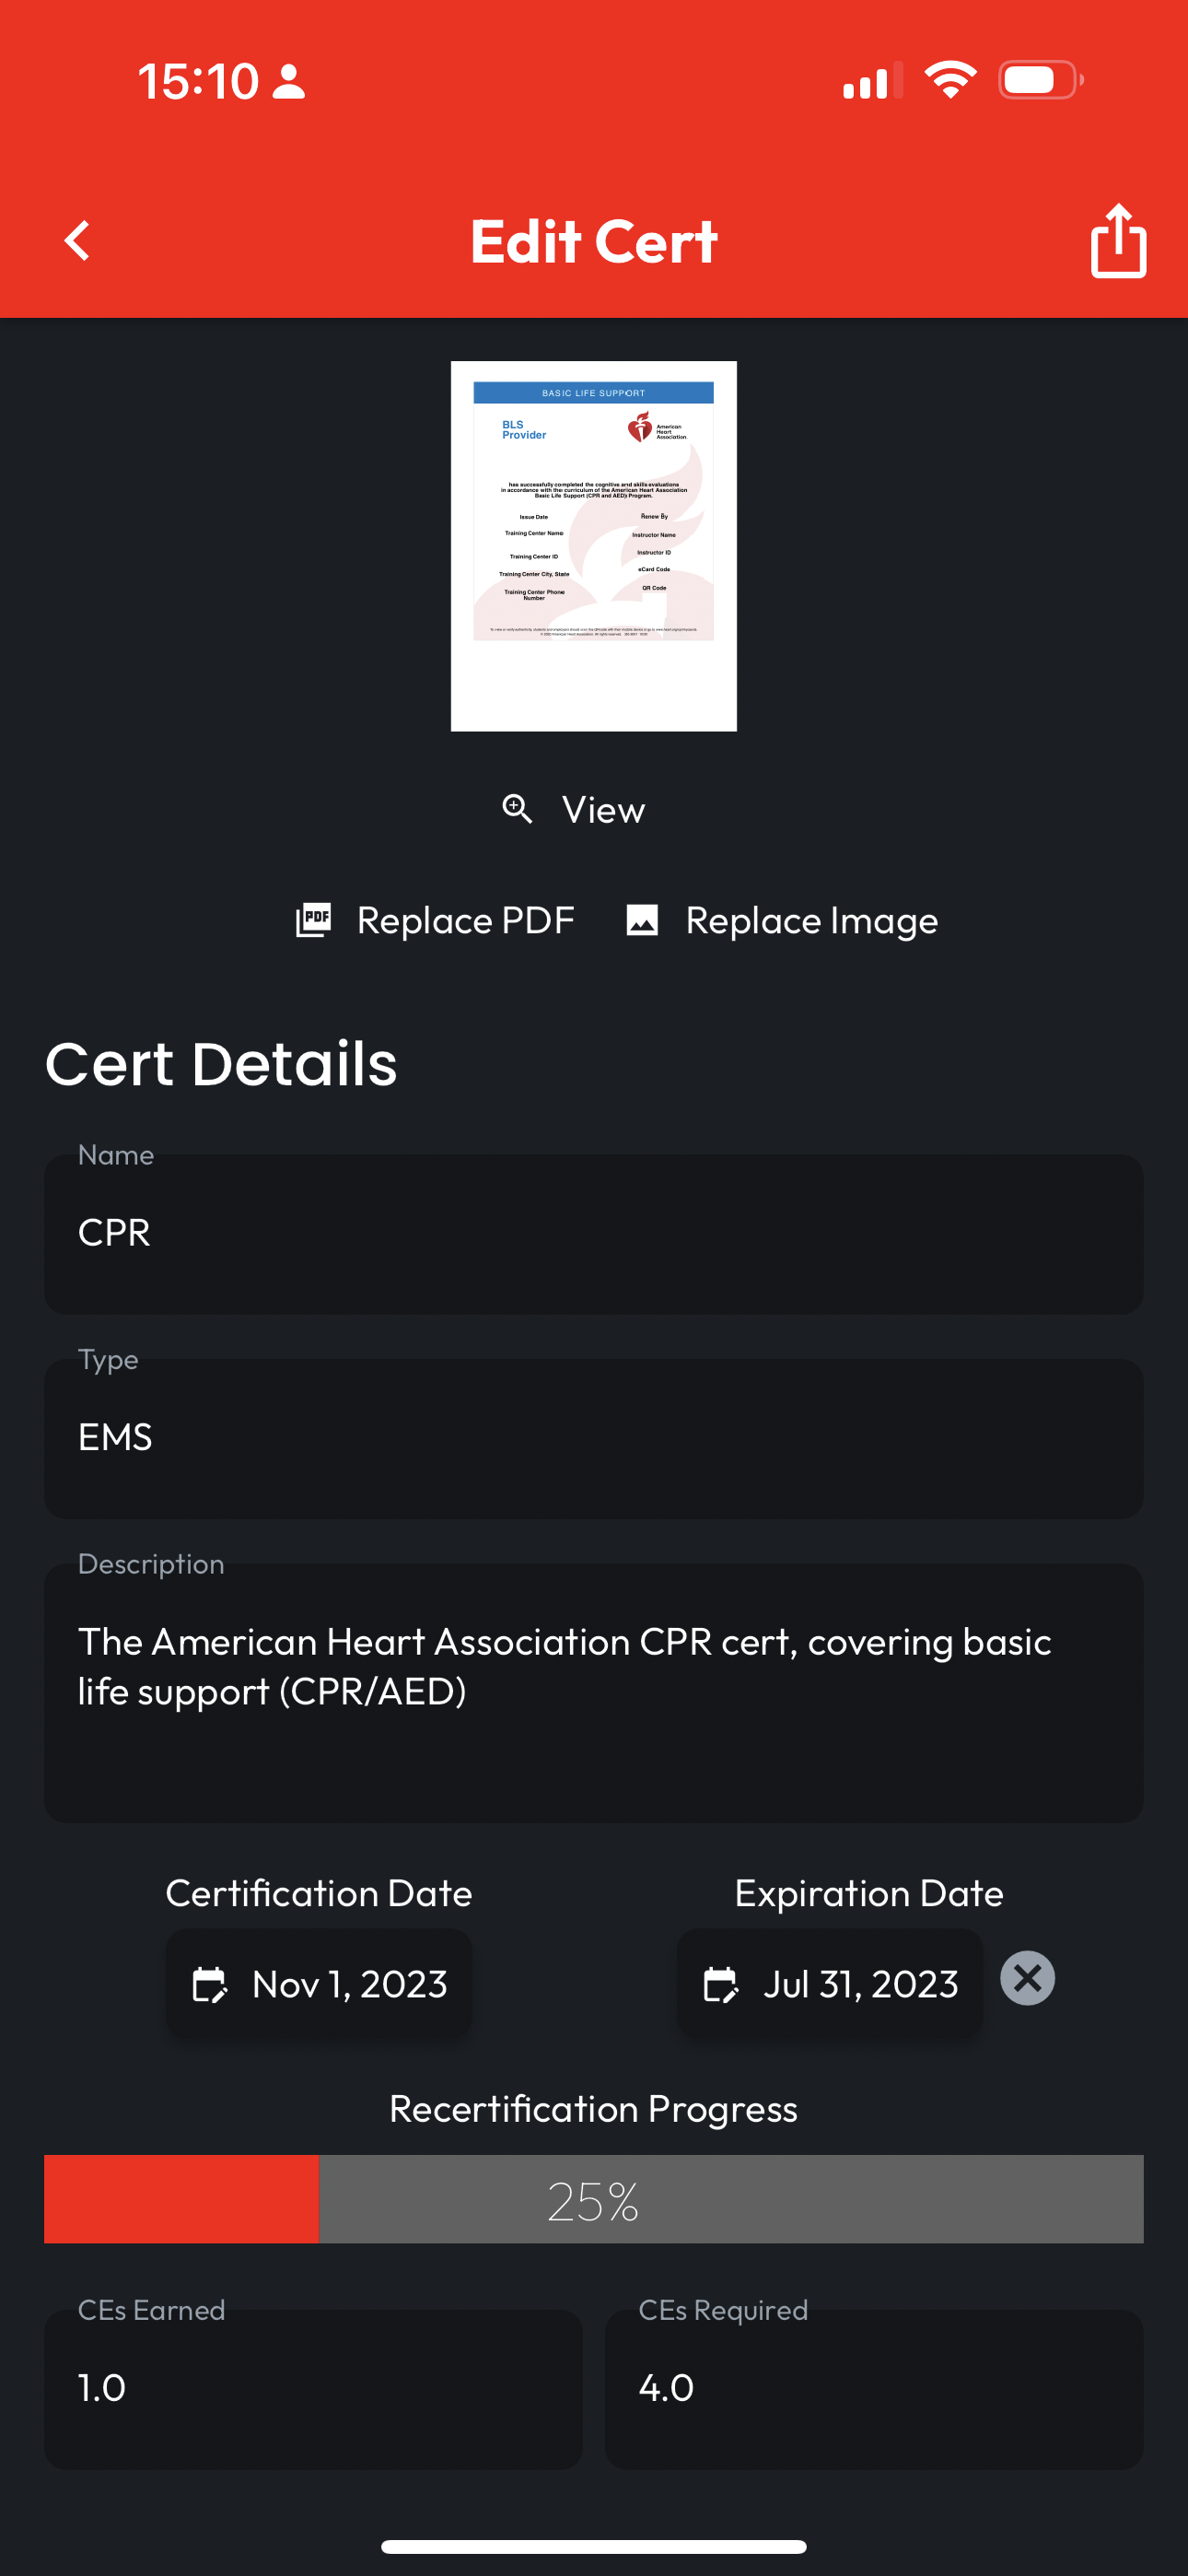 15:10
Edit Cert
BASIC LIFE SUPPORT
BLS
Provider
American
Heart
Association.
has successfully completed the cognitive and skills evaluations
in accordance with the curriculum of the American Heart Association
Basic Life Support (CPR and AED) Program.
Issue Date
Renew By
Training Center Name
Instructor Name
Training Center ID
Instructor ID
Training Center City, State
eCard Code
Training Center Phone
Number
QR Code
View
PDF
Replace PDF
Replace Image
Cert Details
Name
CPR
Type
EMS
Description
The American Heart Association CPR cert, covering basic
life support (CPR/AED)
Certification Date
Expiration Date
Nov 1, 2023
Jul 31, 2023
Recertification Progress
25%
CEs Earned
CEs Required
1.0
4.0